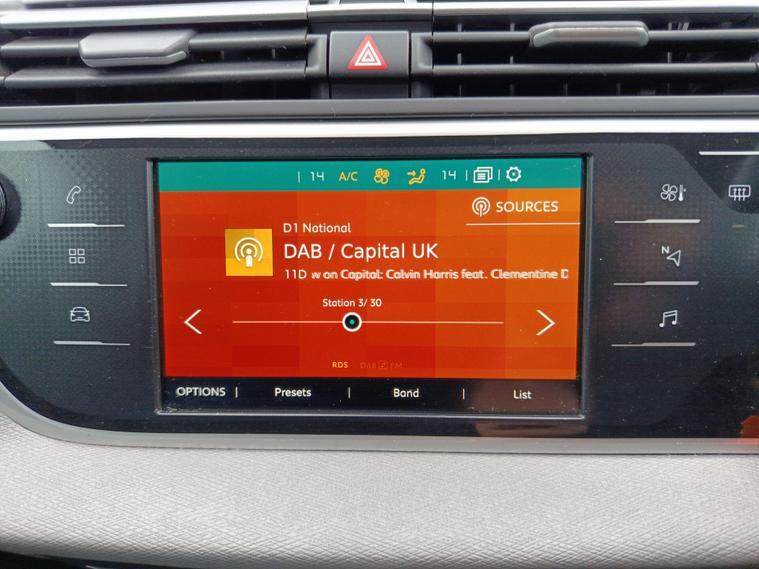 14 A/C 14
SOURCES
D1 National
DAB / Capital UK
11D w on Capital: Calvin Harris feat. Clementine D
Station 3/ 30
RDS DAB FM
OPTIONS | Presets | Band | List
N